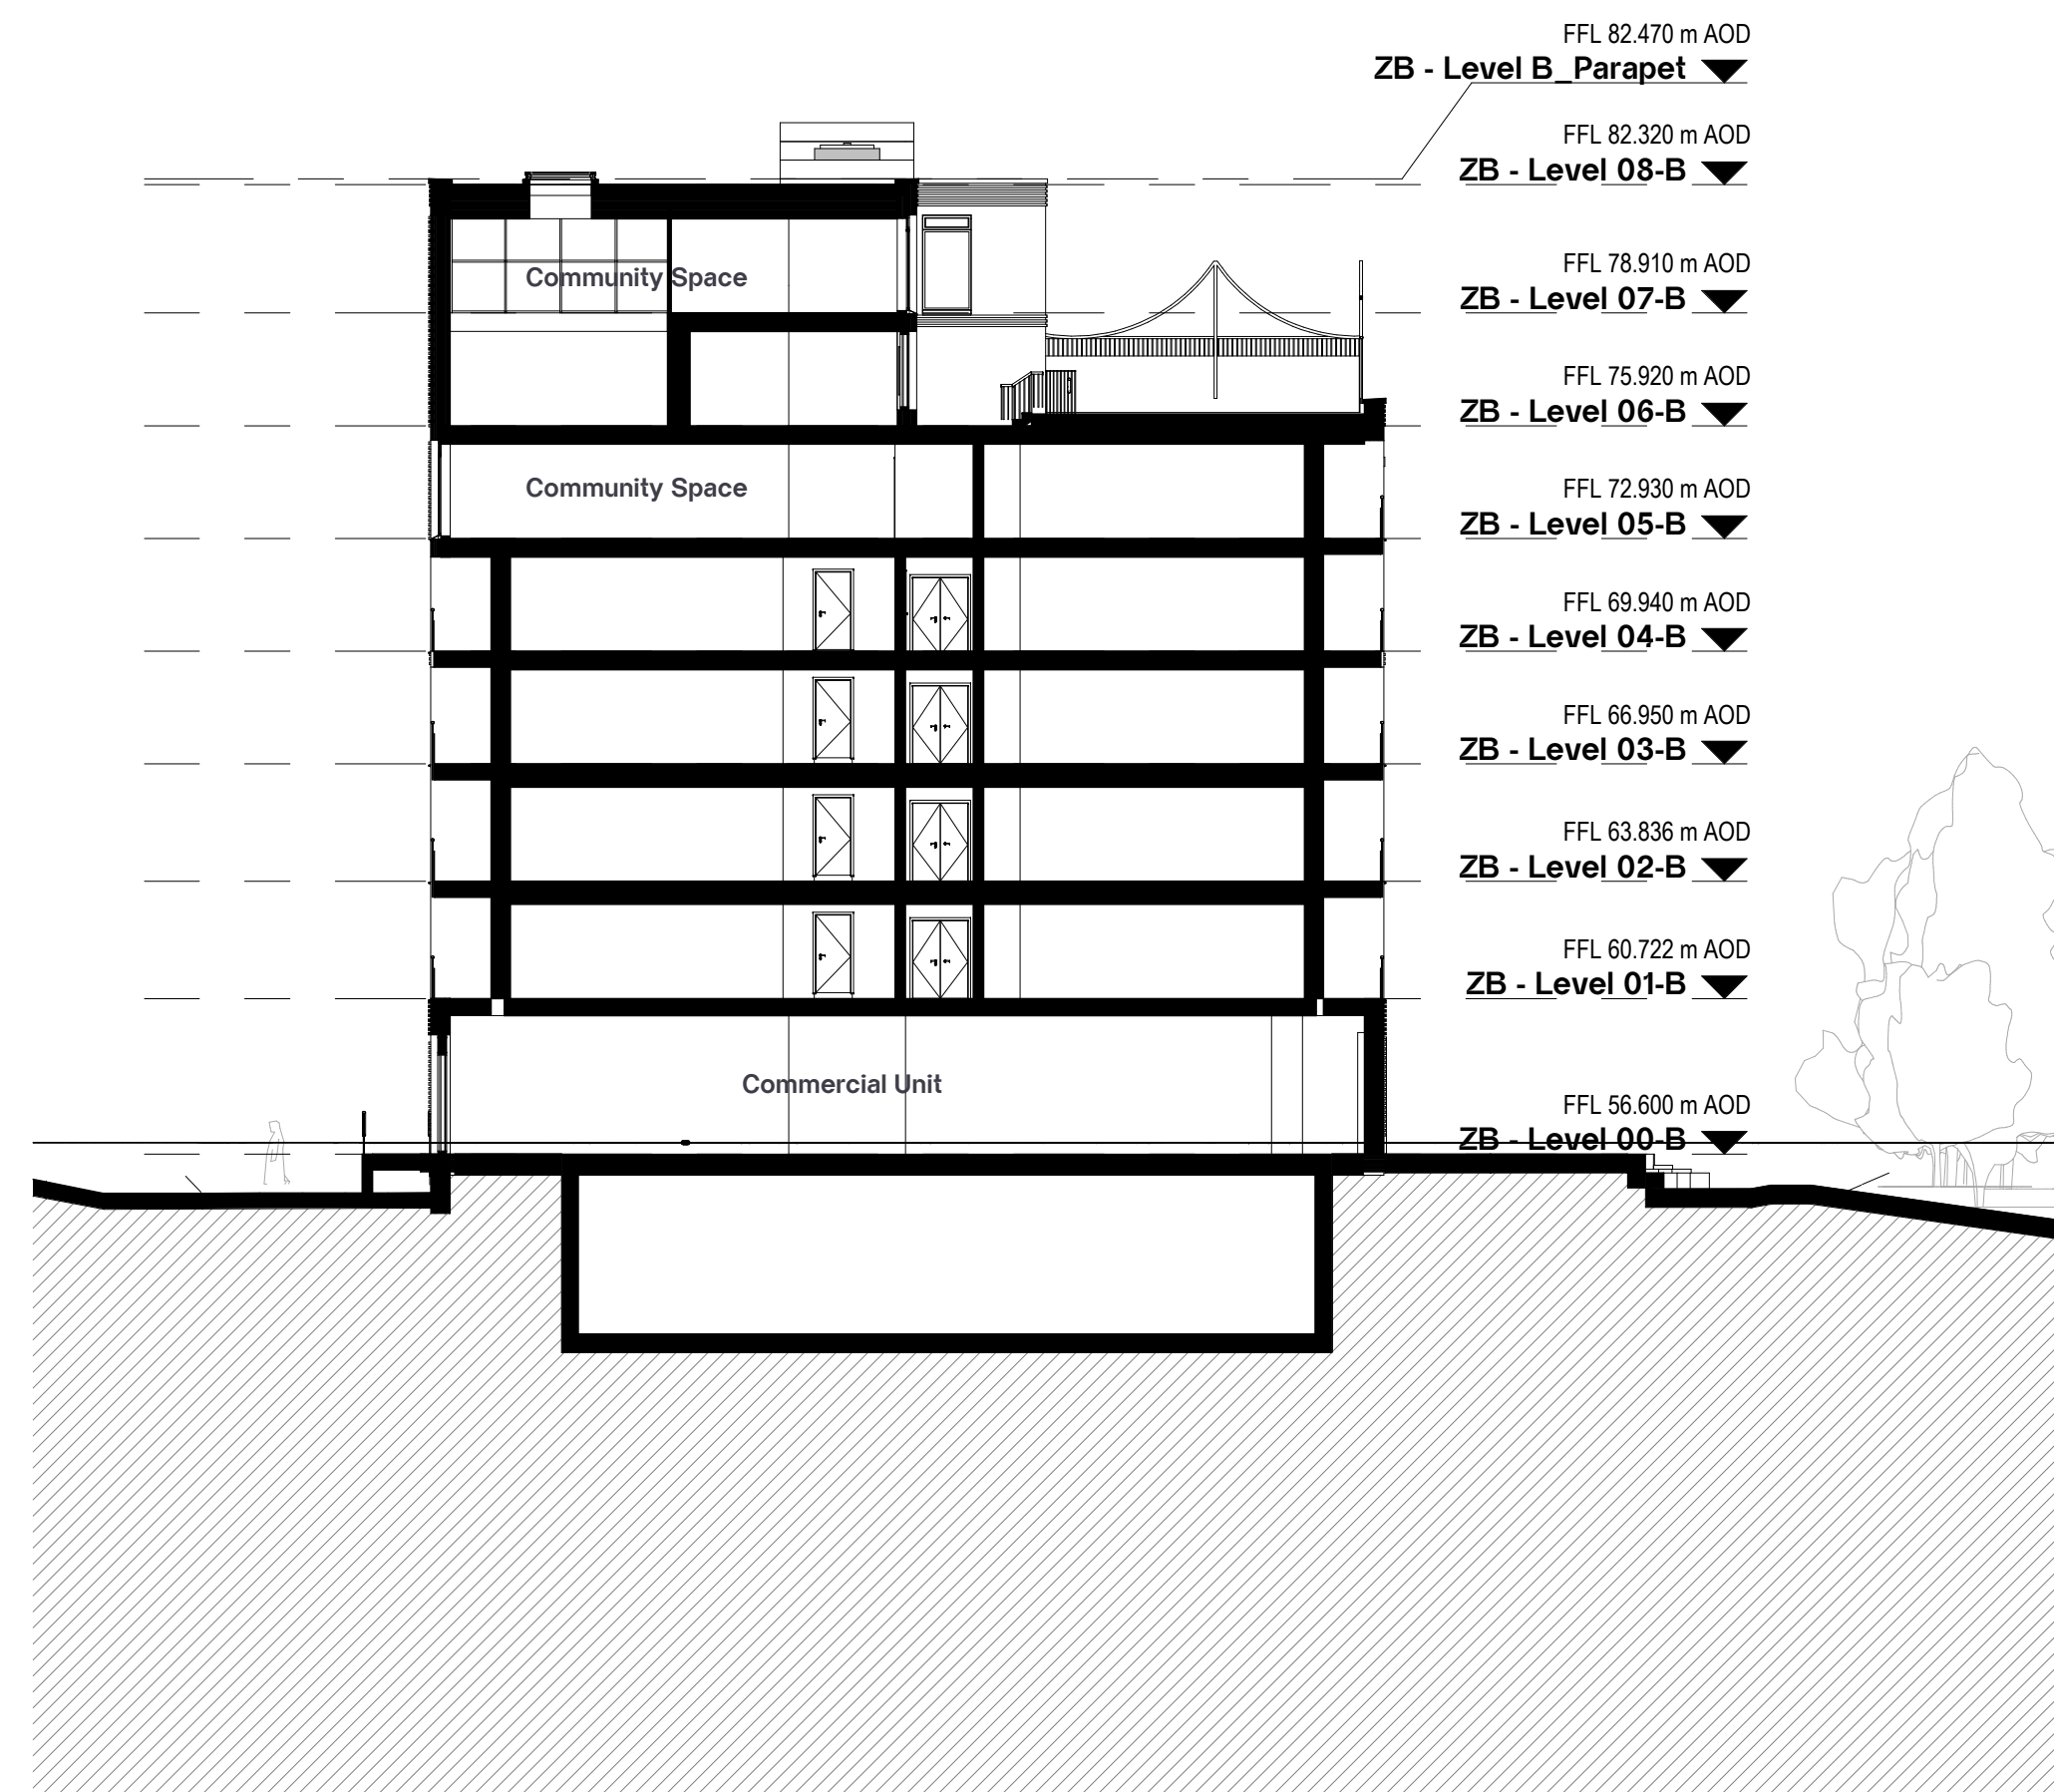 FFL 82.470 m AOD
ZB - Level B_Parapet
FFL 82.320 m AOD
ZB - Level 08-B
FFL 78.910 m AOD
Community Space
ZB - Level 07-B
FFL 75.920 m AOD
ZB - Level 06-B
FFL 72.930 m AOD
Community Space
ZB - Level 05-B
FFL 69.940 m AOD
ZB - Level 04-B
FFL 66.950 m AOD
ZB - Level 03-B
FFL 63.836 m AOD
ZB - Level 02-B
FFL 60.722 m AOD
ZB - Level 01-B
Commercial Unit
FFL 56.600 m AOD
ZB - Level 00-B